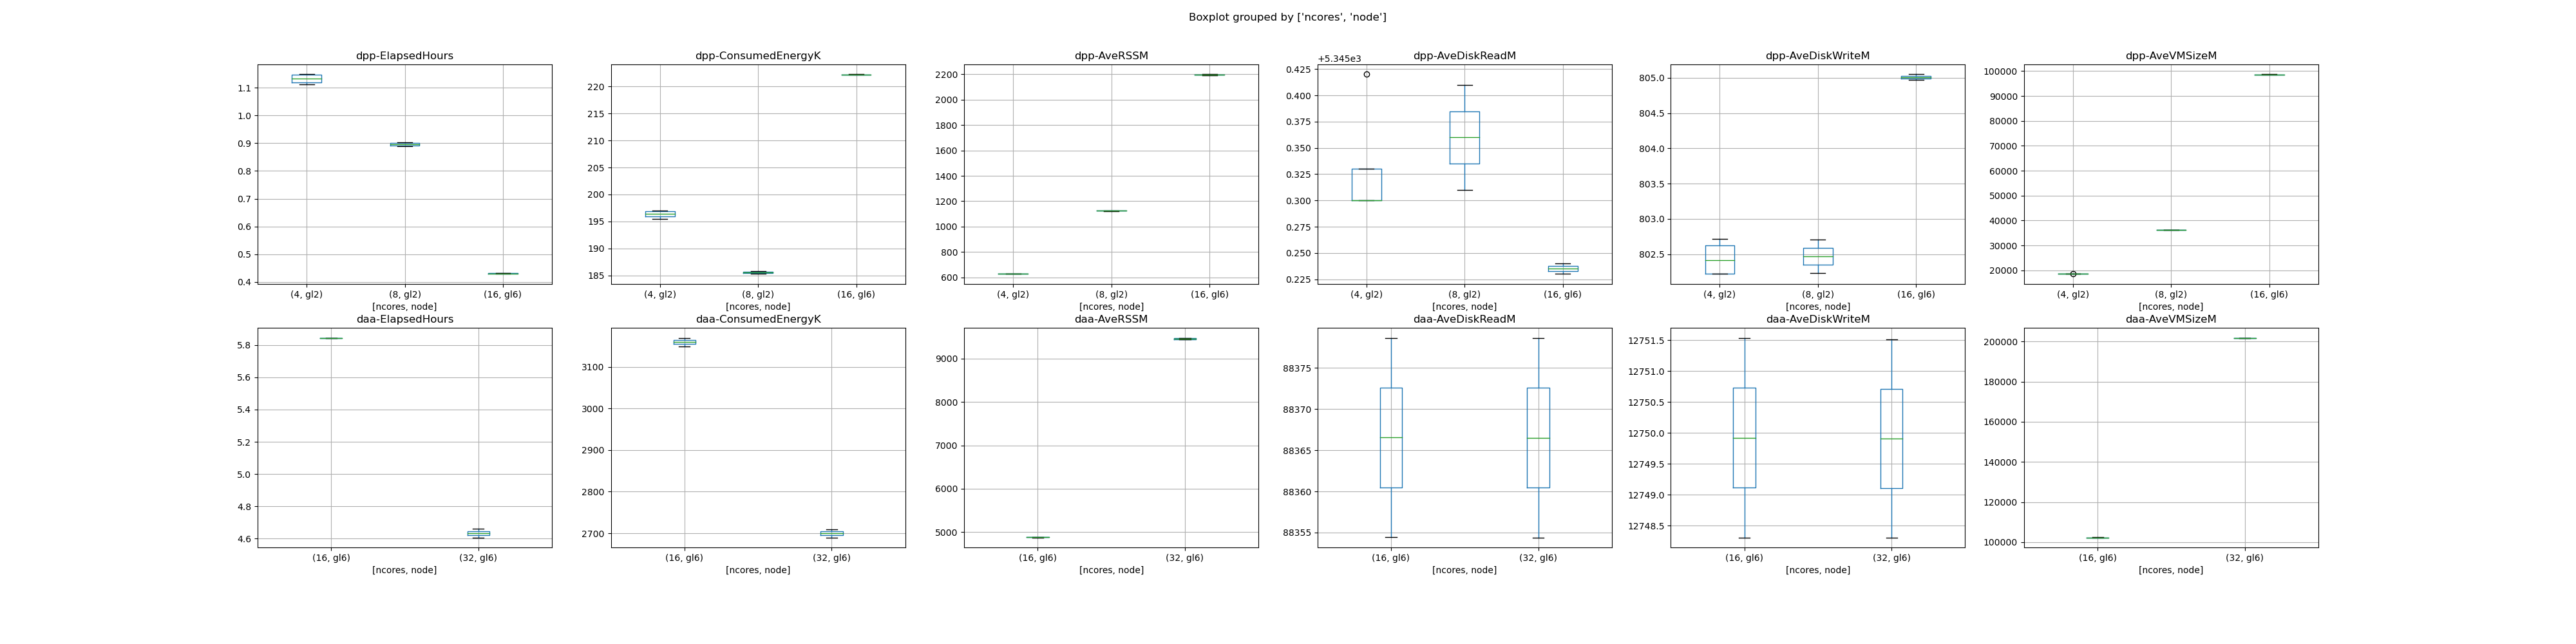 Boxplot grouped by ['ncores', 'node']
dpp-ElapsedHours
1.1
1.0
0.9
0.8
0.7
0.6
0.5
0.4
(4, gl2) (8, gl2) (16, gl6)
[ncores, node]
dpp-ConsumedEnergyK
220
215
210
205
200
195
190
185
(4, gl2) (8, gl2) (16, gl6)
[ncores, node]
dpp-AveRSSM
2200
2000
1800
1600
1400
1200
1000
800
600
(4, gl2) (8, gl2) (16, gl6)
[ncores, node]
dpp-AveDiskReadM
+5.345e3
0.425
0.400
0.375
0.350
0.325
0.300
0.275
0.250
0.225
(4, gl2) (8, gl2) (16, gl6)
[ncores, node]
dpp-AveDiskWriteM
805.0
804.5
804.0
803.5
803.0
802.5
(4, gl2) (8, gl2) (16, gl6)
[ncores, node]
dpp-AveVMSizeM
100000
90000
80000
70000
60000
50000
40000
30000
20000
(4, gl2) (8, gl2) (16, gl6)
[ncores, node]
daa-ElapsedHours
5.8
5.6
5.4
5.2
5.0
4.8
4.6
(16, gl6) (32, gl6)
[ncores, node]
daa-ConsumedEnergyK
3100
3000
2900
2800
2700
(16, gl6) (32, gl6)
[ncores, node]
daa-AveRSSM
9000
8000
7000
6000
5000
(16, gl6) (32, gl6)
[ncores, node]
daa-AveDiskReadM
88375
88370
88365
88360
88355
(16, gl6) (32, gl6)
[ncores, node]
daa-AveDiskWriteM
12751.5
12751.0
12750.5
12750.0
12749.5
12749.0
12748.5
(16, gl6) (32, gl6)
[ncores, node]
daa-AveVMSizeM
200000
180000
160000
140000
120000
100000
(16, gl6) (32, gl6)
[ncores, node]